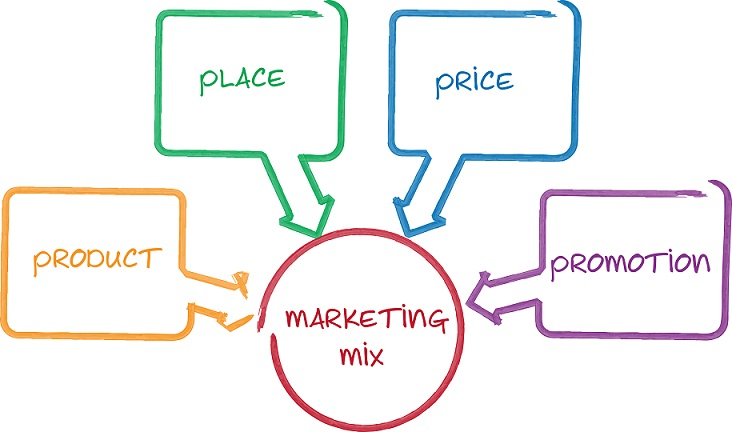 PLACE
PRICE
PRODUCT
PROMOTION
MARKETING
MIX